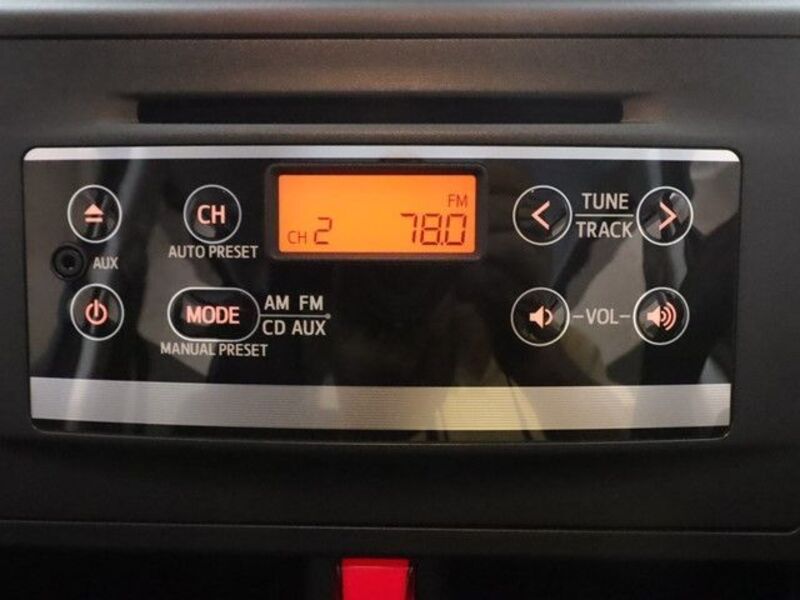 CH
AUTO PRESET
AUX
FM
CH 2 78.0
TUNE
TRACK
MODE
AM FM
CD AUX
MANUAL PRESET
-VOL-